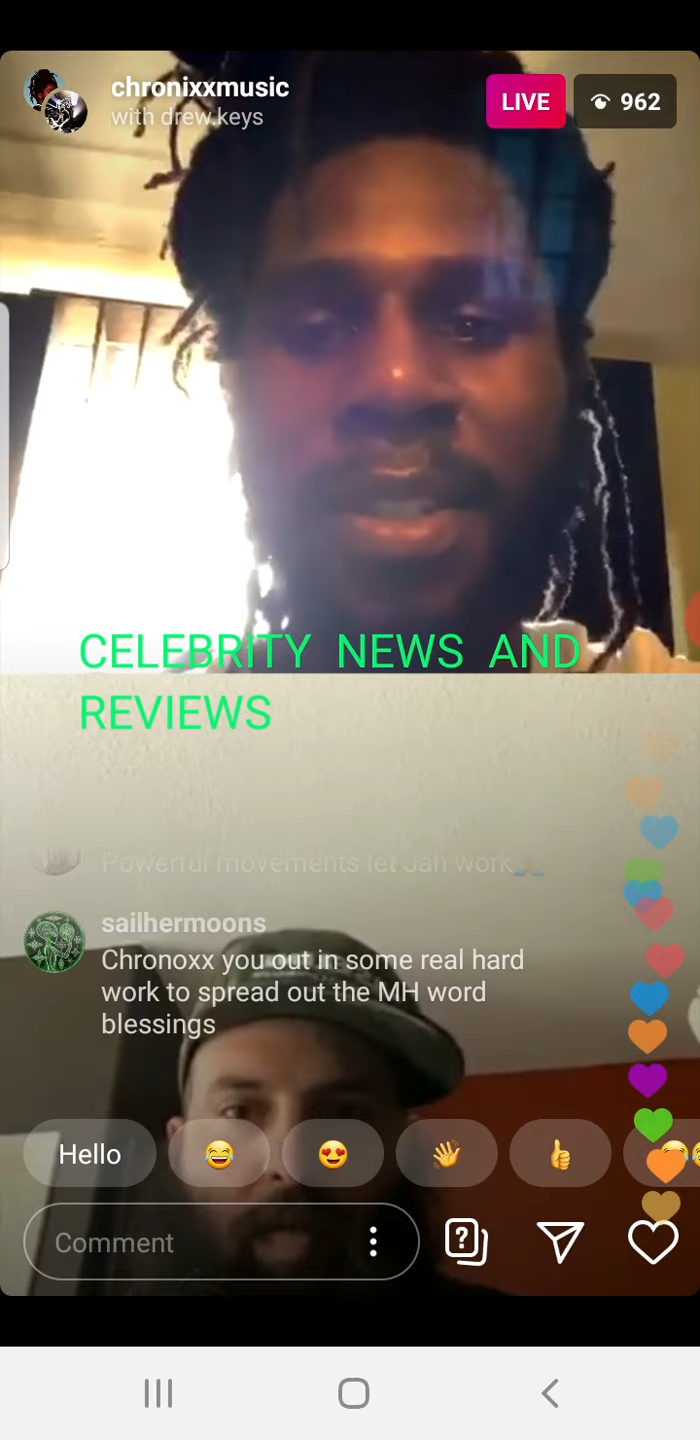 chronixxmusic
with drew.keys
LIVE
962
CELEBRITY NEWS AND
REVIEWS
Powerful movements let Jah work🙏
sailhermoons
Chronoxx you out in some real hard
work to spread out the MH word
blessings
Hello
Comment